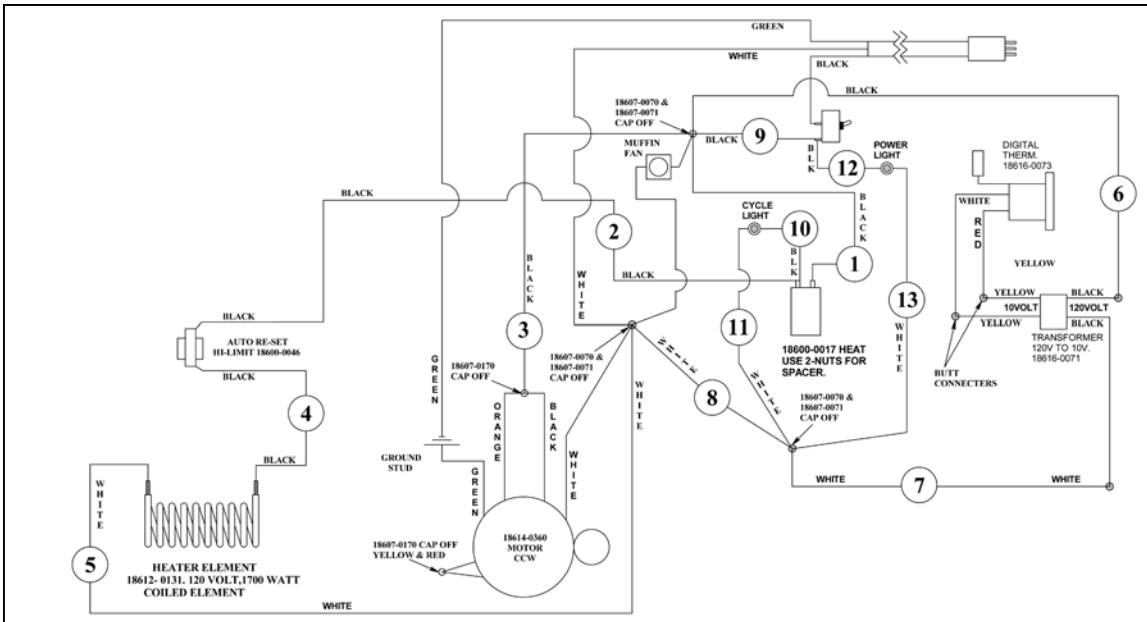 GREEN
WHITE
BLACK
BLACK
18607-0070 &
18607-0071
CAP OFF
BLACK
9
MUFFIN
FAN
BLK
12
POWER
LIGHT
DIGITAL
THERM.
18616-0073
WHITE
RED
6
BLACK
2
CYCLE
LIGHT
10
BLK
BLACK
1
BLACK
YELLOW
WHITE
BLACK
3
11
13
YELLOW
10VOLT
YELLOW
BLACK
120VOLT
BLACK
TRANSFORMER
120V TO 10V.
18616-0071
BLACK
AUTO RE-SET
HI-LIMIT 18600-0046
BLACK
4
GREEN
18607-0170
CAP OFF
18607-0070 &
18607-0071
CAP OFF
WHITE
WHITE
8
WHITE
18600-0017 HEAT
USE 2-NUTS FOR
SPACER.
WHITE
BUTT
CONNECTERS
18607-0070 &
18607-0071
CAP OFF
ORANGE
BLACK
WHITE
GROUND
STUD
GREEN
BLACK
WHITE
WHITE
7
WHITE
5
18607-0170 CAP OFF
YELLOW & RED
18614-0360
MOTOR
CCW
HEATER ELEMENT
18612- 0131. 120 VOLT,1700 WATT
COILED ELEMENT
WHITE